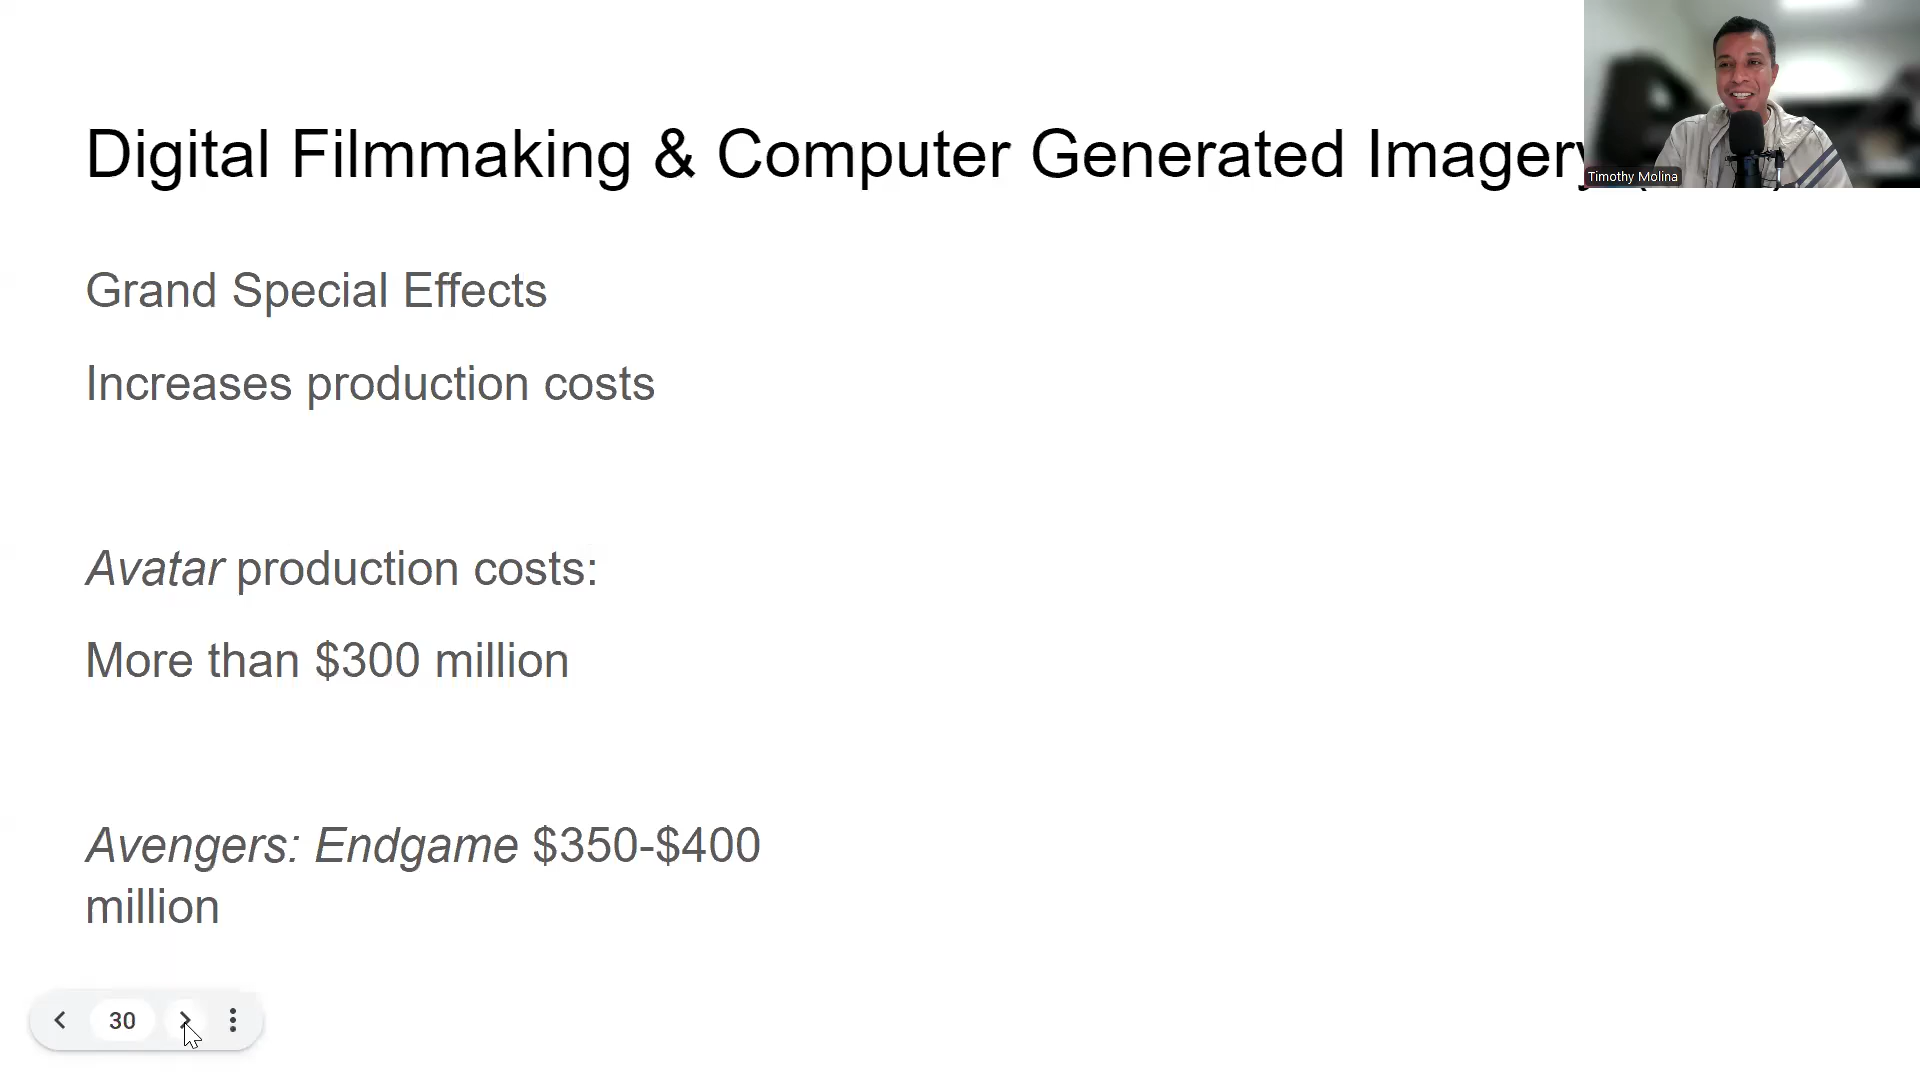 Digital Filmmaking & Computer Generated Imagery
Timothy Molina
Grand Special Effects
Increases production costs
Avatar production costs:
More than $300 million
Avengers: Endgame $350-$400
million
30